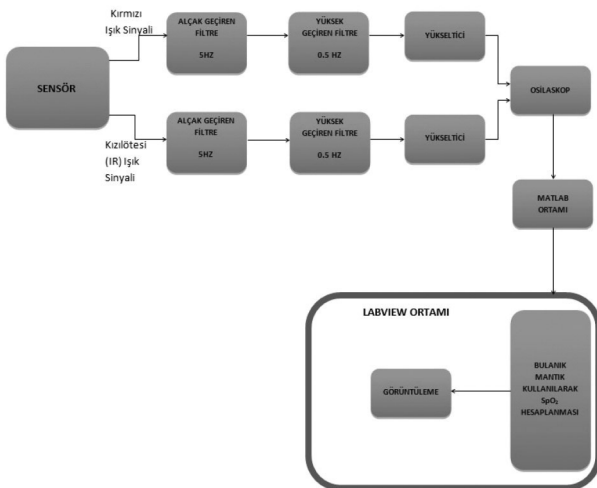 Kırmızı
Işık Sinyali
SENSÖR
ALÇAK GEÇİREN
FİLTRE
5HZ
YÜKSEK
GEÇİREN FİLTRE
0.5 HZ
YÜKSELTİCİ
OSİLASKOP
Kızılötesi
(IR) Işık
Sinyali
ALÇAK GEÇİREN
FİLTRE
5HZ
YÜKSEK
GEÇİREN FİLTRE
0.5 HZ
YÜKSELTİCİ
MATLAB
ORTAMI
LABVIEW ORTAMI
GÖRÜNTÜLEME
BULANIK
MANTIK
KULLANILARAK
SpO₂
HESAPLANMASI